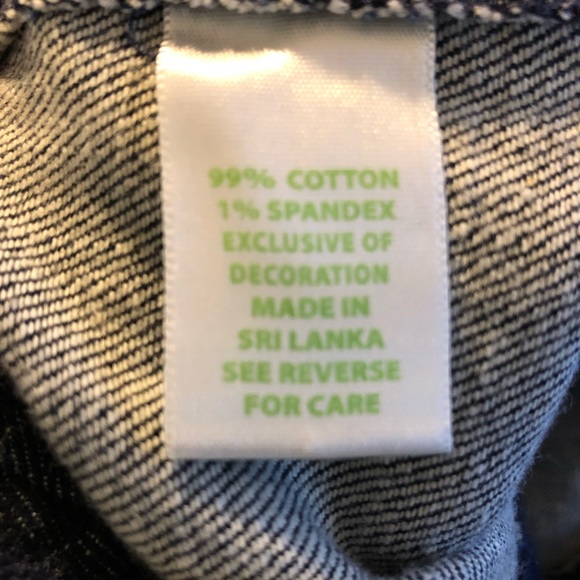 99% COTTON
1% SPANDEX
EXCLUSIVE OF
DECORATION
MADE IN
SRI LANKA
SEE REVERSE
FOR CARE